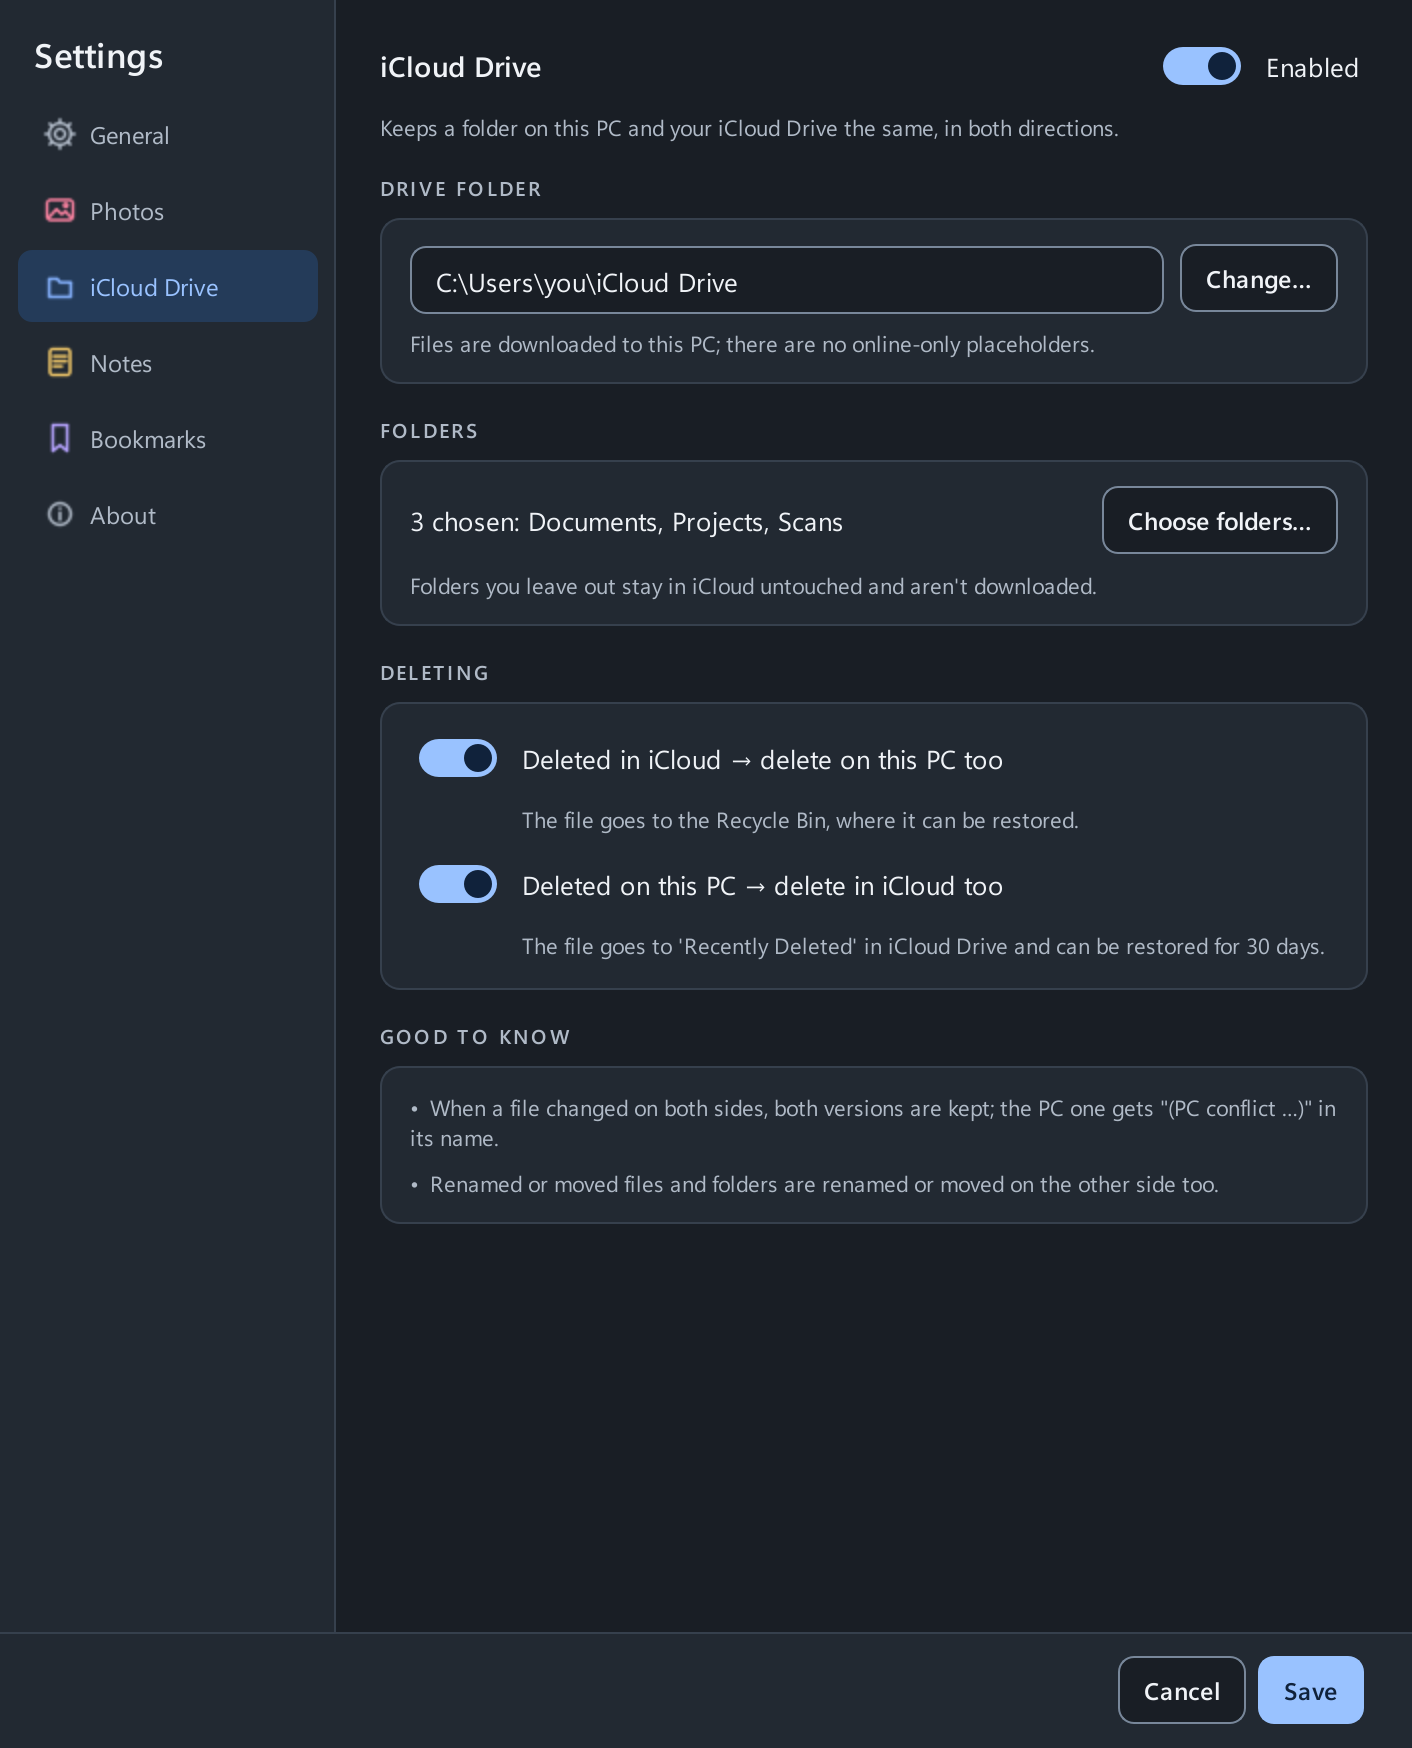 Settings
General
Photos
iCloud Drive
Notes
Bookmarks
About
iCloud Drive
Enabled
Keeps a folder on this PC and your iCloud Drive the same, in both directions.
DRIVE FOLDER
C:\Users\you\iCloud Drive
Change...
Files are downloaded to this PC; there are no online-only placeholders.
FOLDERS
3 chosen: Documents, Projects, Scans
Choose folders...
Folders you leave out stay in iCloud untouched and aren't downloaded.
DELETING
Deleted in iCloud → delete on this PC too
The file goes to the Recycle Bin, where it can be restored.
Deleted on this PC → delete in iCloud too
The file goes to 'Recently Deleted' in iCloud Drive and can be restored for 30 days.
GOOD TO KNOW
• When a file changed on both sides, both versions are kept; the PC one gets "(PC conflict ...)" in
its name.
• Renamed or moved files and folders are renamed or moved on the other side too.
Cancel
Save